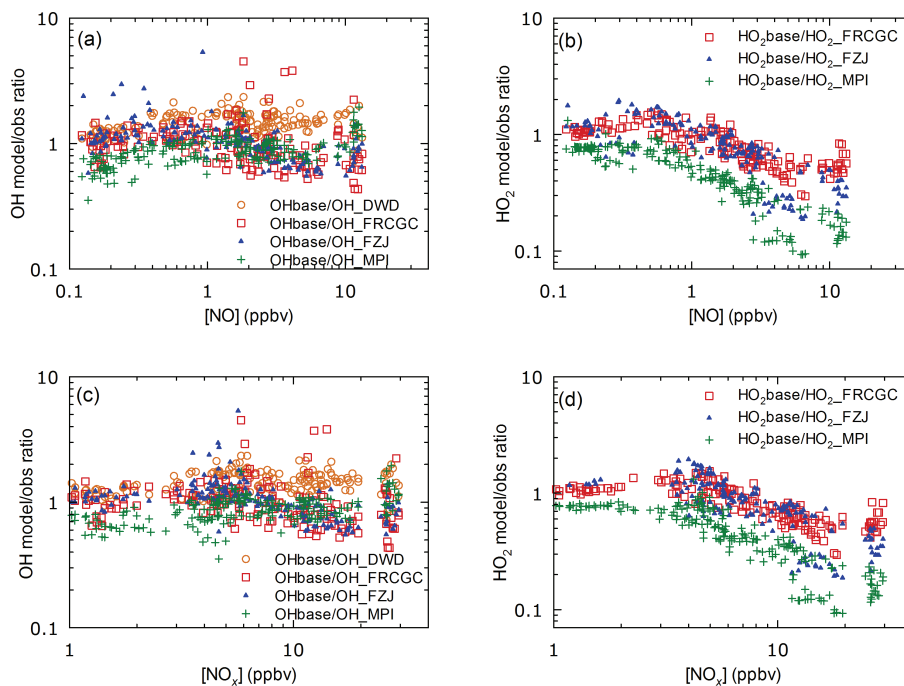 (a)
10
1
0.1
OH model/obs ratio
OHbase/OH_DWD
OHbase/OH_FRCGC
OHbase/OH_FZJ
OHbase/OH_MPI
0.1 1 10
[NO] (ppbv)
(b)
10
1
0.1
HO₂ model/obs ratio
HO₂base/HO₂_FRCGC
HO₂base/HO₂_FZJ
HO₂base/HO₂_MPI
0.1 1 10
[NO] (ppbv)
(c)
10
1
0.1
OH model/obs ratio
OHbase/OH_DWD
OHbase/OH_FRCGC
OHbase/OH_FZJ
OHbase/OH_MPI
1 10
[NOₓ] (ppbv)
(d)
10
1
0.1
HO₂ model/obs ratio
HO₂base/HO₂_FRCGC
HO₂base/HO₂_FZJ
HO₂base/HO₂_MPI
1 10
[NOₓ] (ppbv)